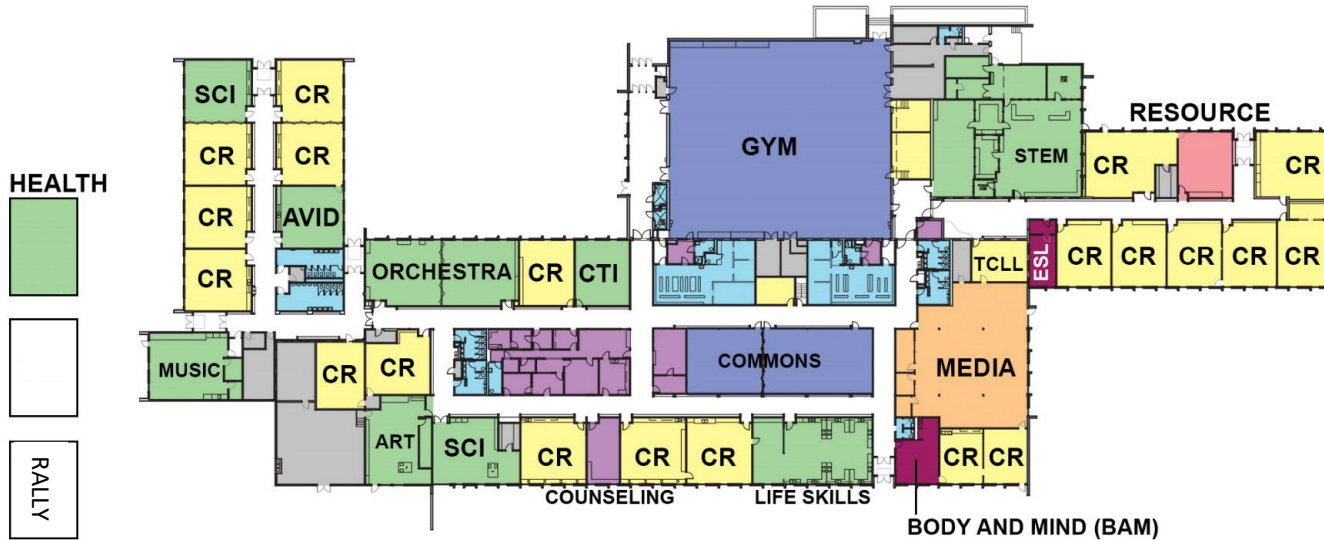 HEALTH
RALLY
SCI
CR
CR
CR
CR
AVID
CR
CR
MUSIC
ORCHESTRA
CR
CTI
CR
CR
ART
SCI
CR
CR
CR
COUNSELING
LIFE SKILLS
GYM
COMMONS
STEM
RESOURCE
CR
CR
TCLL
ESL
CR
CR
CR
CR
CR
MEDIA
CR
CR
BODY AND MIND (BAM)